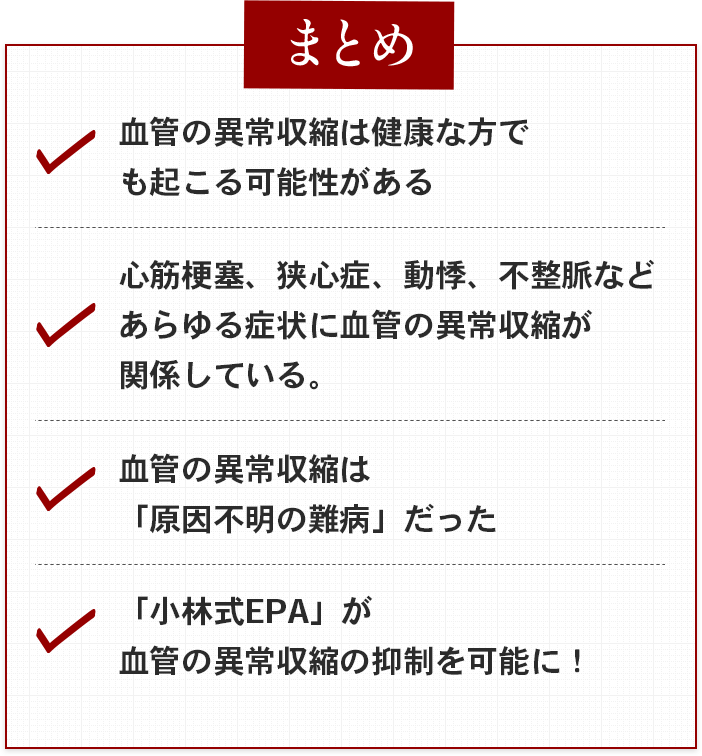 まとめ
血管の異常収縮は健康な方で
も起こる可能性がある
心筋梗塞、狭心症、動悸、不整脈など
あらゆる症状に血管の異常収縮が
関係している。
血管の異常収縮は
「原因不明の難病」だった
「小林式EPA」が
血管の異常収縮の抑制を可能に！